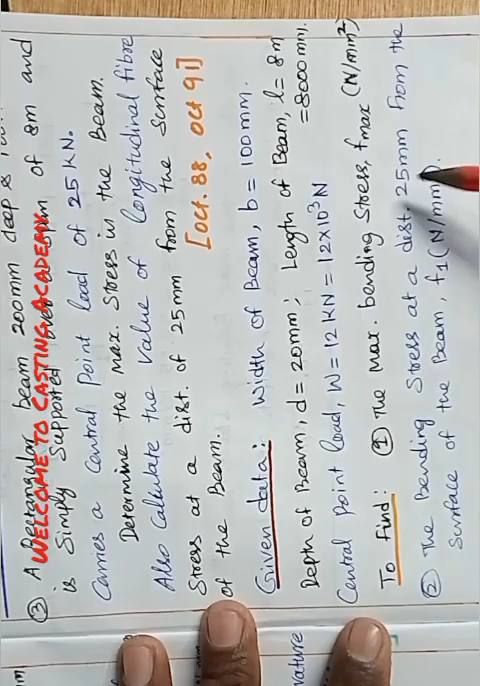 ③ A Rectangular beam 200mm deep &
WELCOME TO CASTING ACADEMY
is Simply Supported over a span of 8m and
Carries a Central Point load of 25 KN.
Determine the max. Stress in the Beam.
Also Calculate the value of Longitudinal fibre
Stress at a dist. of 25mm from the Surface
of the Beam. [Oct. 88, Oct 91]
Given data: Width of Beam, b = 100mm.
Depth of Beam, d = 20mm; Length of Beam, l = 8m
= 8000mm.
Central Point load, W = 12 KN = 12x10³ N
To Find: ① The Max. bending Stress, fmax (N/mm²)
② The Bending Stress at a dist. 25mm from the
Surface of the Beam, f1 (N/mm
vature